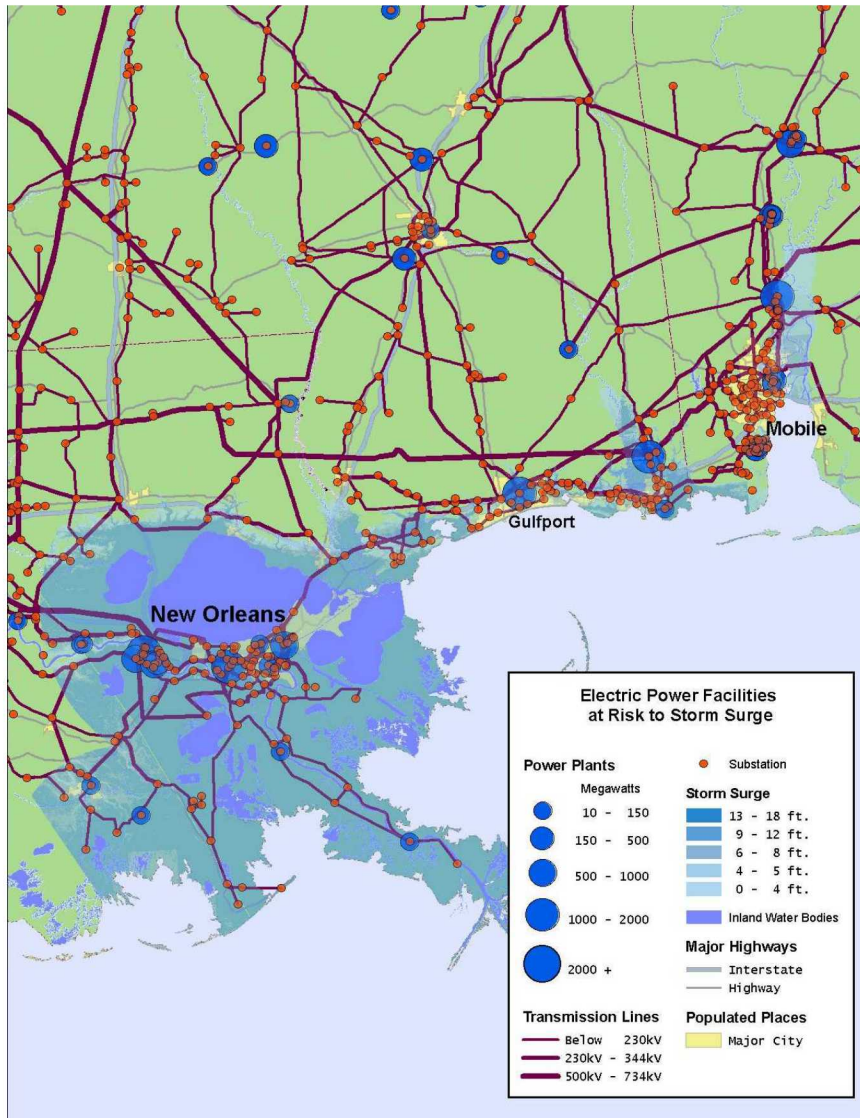 Mobile
Gulfport
New Orleans
Electric Power Facilities
at Risk to Storm Surge
Power Plants
Megawatts
10 - 150
150 - 500
500 - 1000
1000 - 2000
2000 +
Transmission Lines
Below 230kV
230kV - 344kV
500kV - 734kV
Substation
Storm Surge
13 - 18 ft.
9 - 12 ft.
6 - 8 ft.
4 - 5 ft.
0 - 4 ft.
Inland Water Bodies
Major Highways
Interstate
Highway
Populated Places
Major City